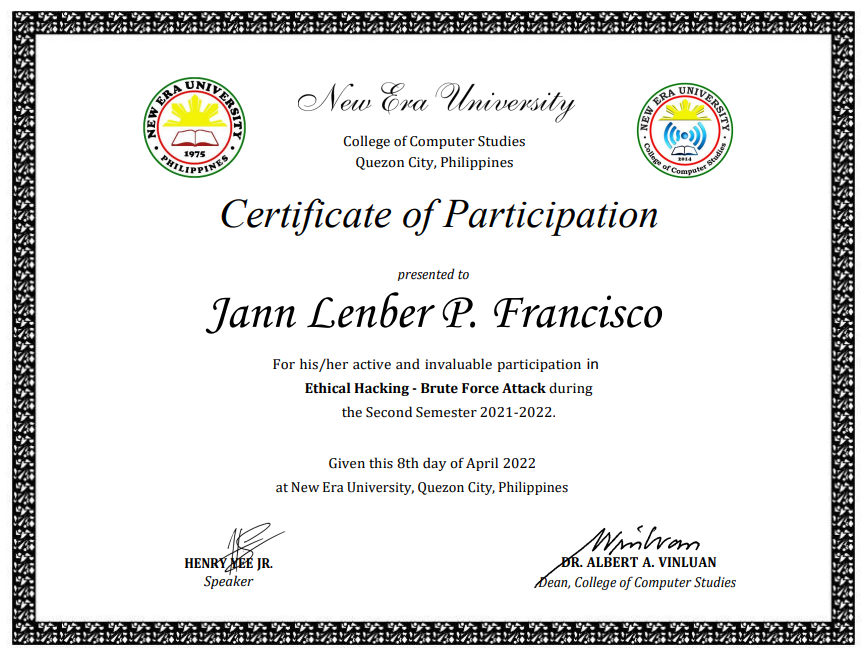 New Era University
College of Computer Studies
Quezon City, Philippines
NEW ERA UNIVERSITY
1975
PHILIPPINES
NEW ERA UNIVERSITY
2014
College of Computer Studies
Certificate of Participation
presented to
Jann Lenber P. Francisco
For his/her active and invaluable participation in
Ethical Hacking - Brute Force Attack during
the Second Semester 2021-2022.
Given this 8th day of April 2022
at New Era University, Quezon City, Philippines
HENRY YEE JR.
Speaker
Vinluan
DR. ALBERT A. VINLUAN
Dean, College of Computer Studies